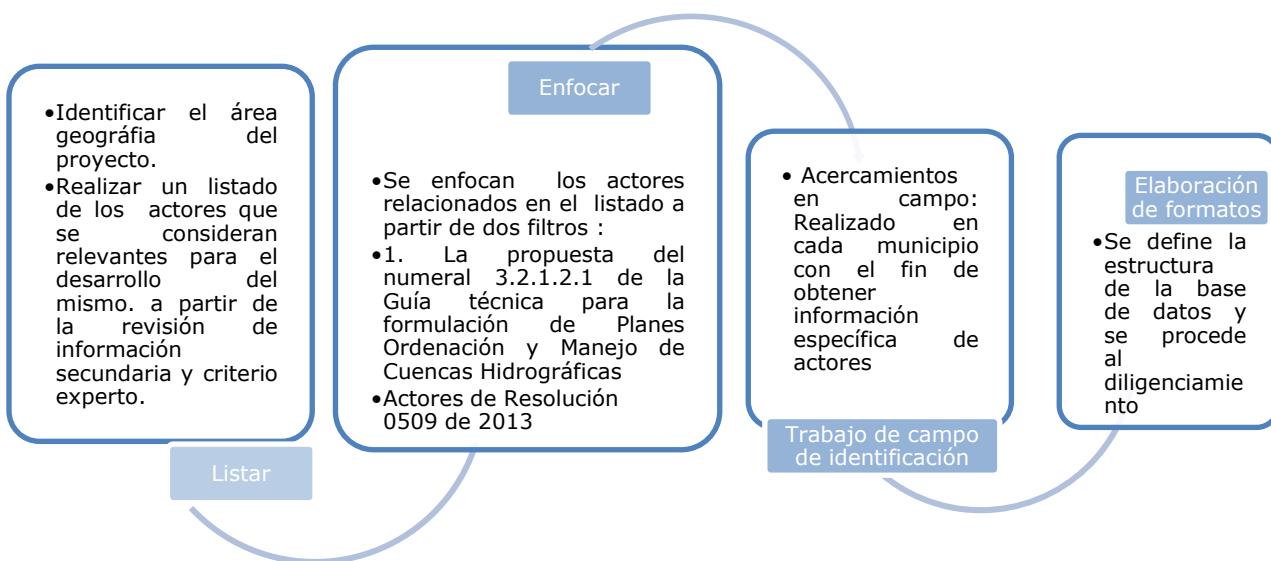 •Identificar el área
geográfia del
proyecto.
•Realizar un listado
de los actores que
se consideran
relevantes para el
desarrollo del
mismo. a partir de
la revisión de
información
secundaria y criterio
experto.
Listar
Enfocar
•Se enfocan los actores
relacionados en el listado a
partir de dos filtros :
•1. La propuesta del
numeral 3.2.1.2.1 de la
Guía técnica para la
formulación de Planes
Ordenación y Manejo de
Cuencas Hidrográficas
•Actores de Resolución
0509 de 2013
• Acercamientos
en campo:
Realizado en
cada municipio
con el fin de
obtener
información
específica de
actores
Trabajo de campo
de identificación
Elaboración
de formatos
•Se define la
estructura
de la base
de datos y
se procede
al
diligenciamie
nto